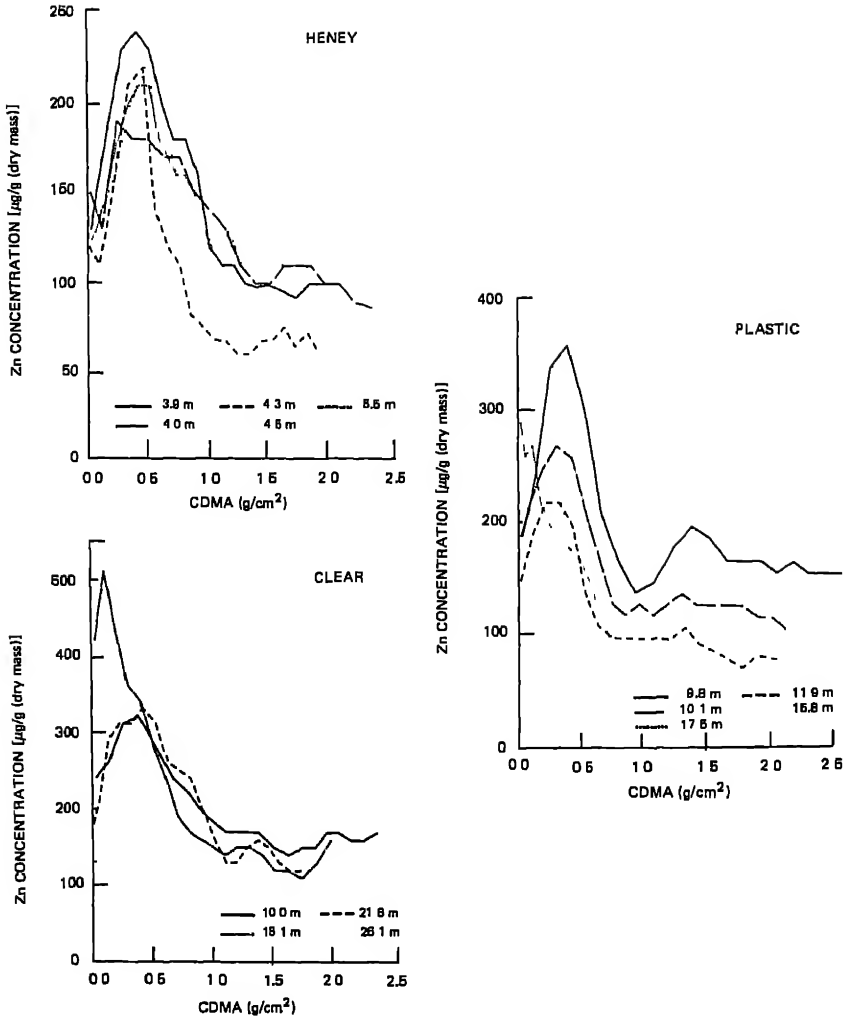 HENEY
Zn CONCENTRATION [µg/g (dry mass)]
250
200
150
100
50
0
3.9 m
4.3 m
5.5 m
4 0 m
4 5 m
0 0
0 5
1 0
1 5
2 0
2 5
CDMA (g/cm²)
CLEAR
Zn CONCENTRATION [µg/g (dry mass)]
500
400
300
200
100
0
10 0 m
21 8 m
18 1 m
26 1 m
0 0
0 5
1 0
1 5
2 0
2 5
CDMA (g/cm²)
PLASTIC
Zn CONCENTRATION [µg/g (dry mass)]
400
300
200
100
0
9.8 m
11 9 m
10 1 m
15.8 m
17 5 m
0 0
0 5
1 0
1 5
2 0
2 5
CDMA (g/cm²)